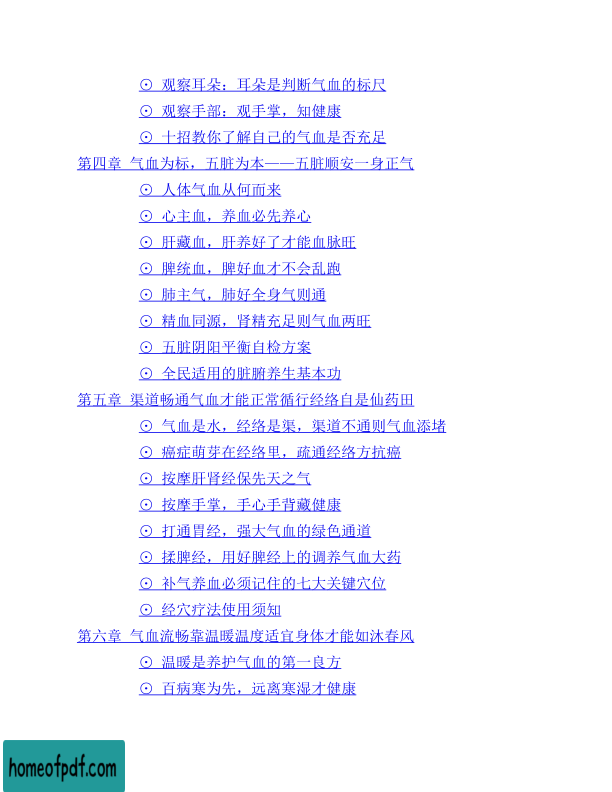 ⊙ 观察耳朵：耳朵是判断气血的标尺
⊙ 观察手部：观手掌，知健康
⊙ 十招教你了解自己的气血是否充足
第四章 气血为标，五脏为本——五脏顺安一身正气
⊙ 人体气血从何而来
⊙ 心主血，养血必先养心
⊙ 肝藏血，肝养好了才能血脉旺
⊙ 脾统血，脾好血才不会乱跑
⊙ 肺主气，肺好全身气则通
⊙ 精血同源，肾精充足则气血两旺
⊙ 五脏阴阳平衡自检方案
⊙ 全民适用的脏腑养生基本功
第五章 渠道畅通气血才能正常循行经络自是仙药田
⊙ 气血是水，经络是渠，渠道不通则气血添堵
⊙ 癌症萌芽在经络里，疏通经络方抗癌
⊙ 按摩肝肾经保先天之气
⊙ 按摩手掌，手心手背藏健康
⊙ 打通胃经，强大气血的绿色通道
⊙ 揉脾经，用好脾经上的调养气血大药
⊙ 补气养血必须记住的七大关键穴位
⊙ 经穴疗法使用须知
第六章 气血流畅靠温暖温度适宜身体才能如沐春风
⊙ 温暖是养护气血的第一良方
⊙ 百病寒为先，远离寒湿才健康
homeofpdf.com